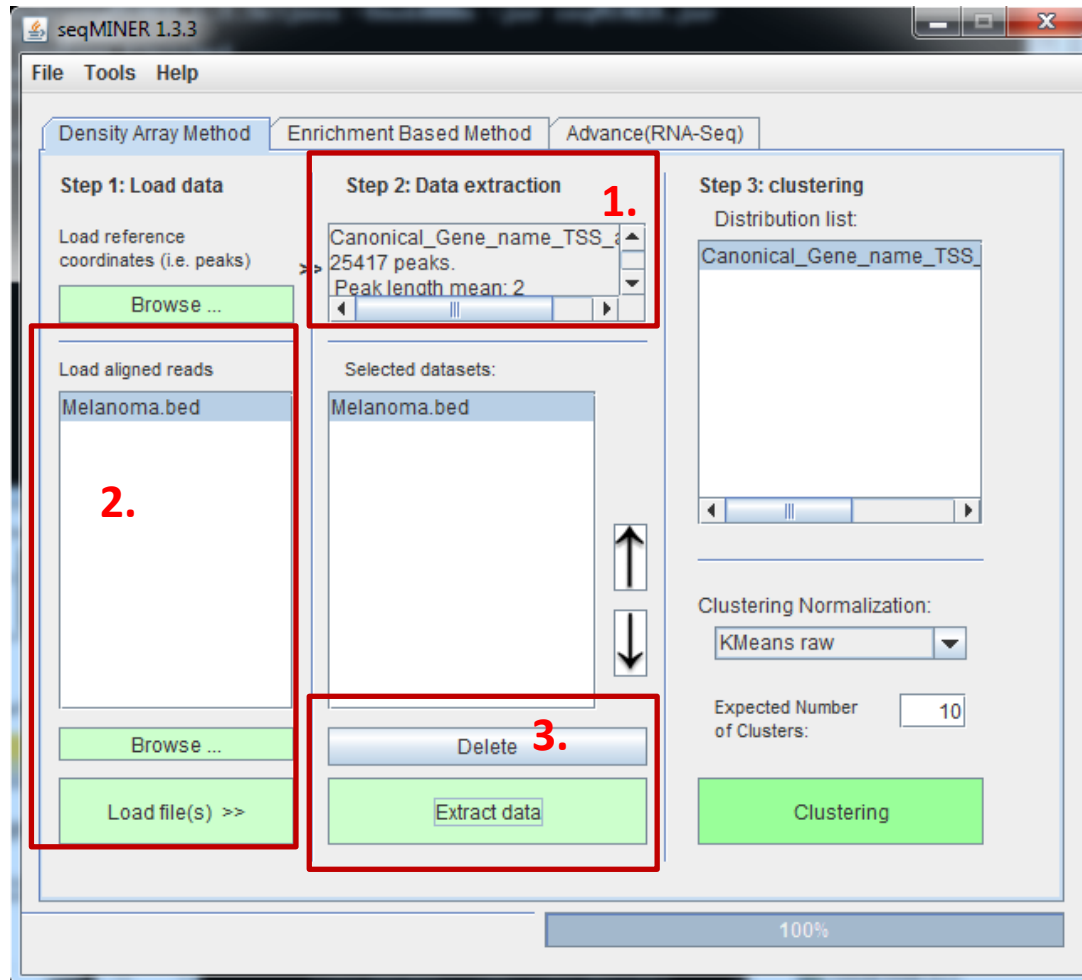 seqMINER 1.3.3
File Tools Help
Density Array Method Enrichment Based Method Advance(RNA-Seq)
Step 1: Load data
Load reference
coordinates (i.e. peaks)
>>
Browse ...
Load aligned reads
Melanoma.bed
2.
Browse ...
Load file(s) >>
Step 2: Data extraction
1.
Canonical_Gene_name_TSS_
25417 peaks.
Peak length mean: 2
Selected datasets:
Melanoma.bed
Delete
3.
Extract data
Step 3: clustering
Distribution list:
Canonical_Gene_name_TSS_
Clustering Normalization:
KMeans raw
Expected Number
of Clusters:
10
Clustering
100%